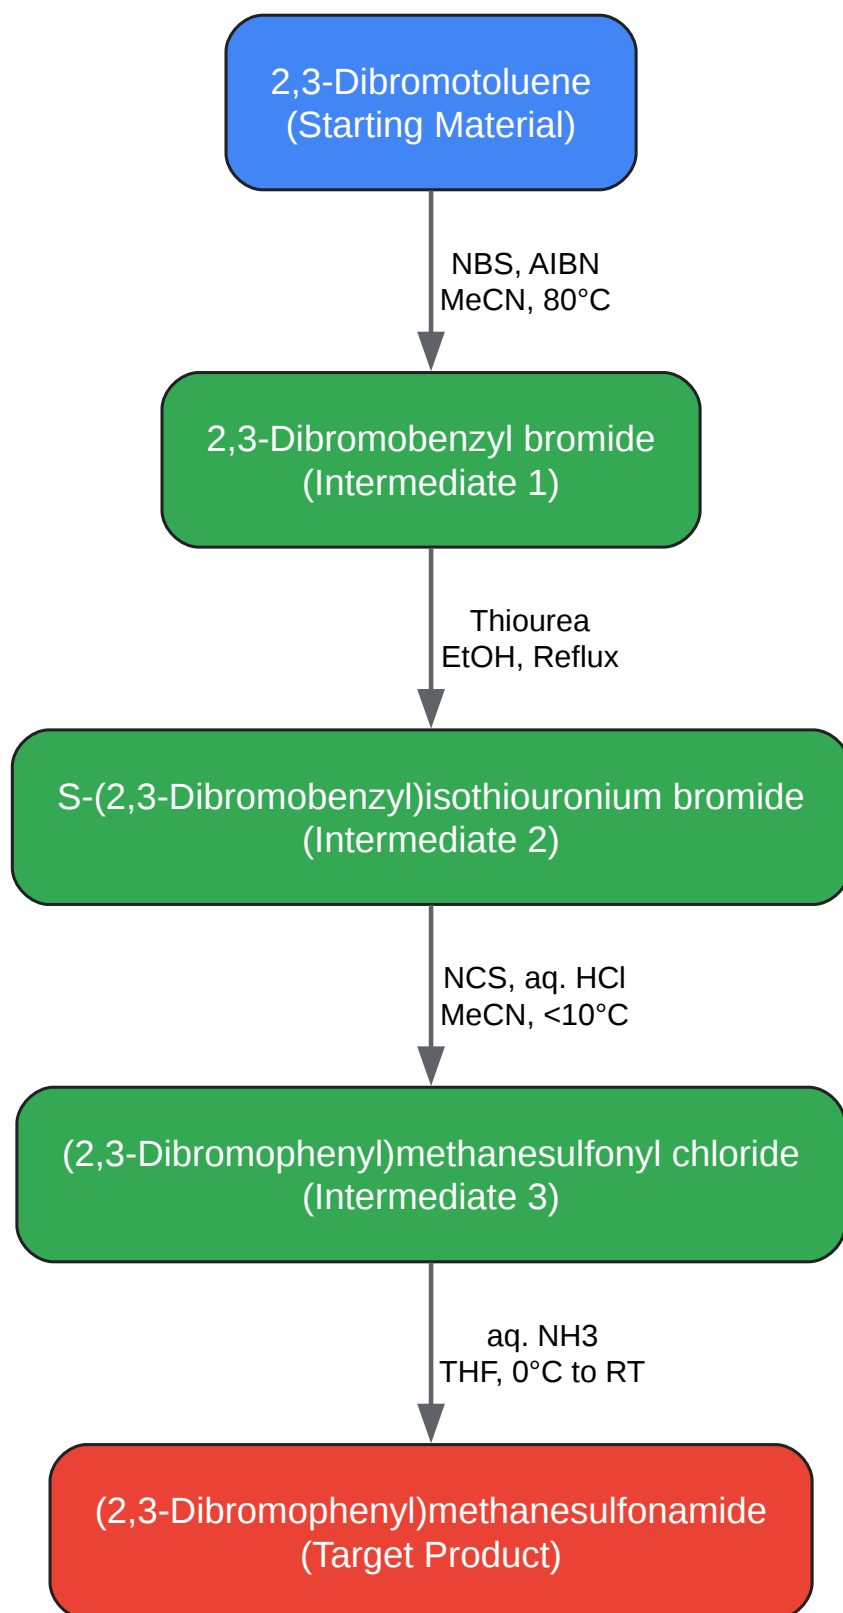 2,3-Dibromotoluene
(Starting Material)
NBS, AIBN
MeCN, 80°C
2,3-Dibromobenzyl bromide
(Intermediate 1)
Thiourea
EtOH, Reflux
S-(2,3-Dibromobenzyl)isothiouronium bromide
(Intermediate 2)
NCS, aq. HCl
MeCN, <10°C
(2,3-Dibromophenyl)methanesulfonyl chloride
(Intermediate 3)
aq. NH3
THF, 0°C to RT
(2,3-Dibromophenyl)methanesulfonamide
(Target Product)